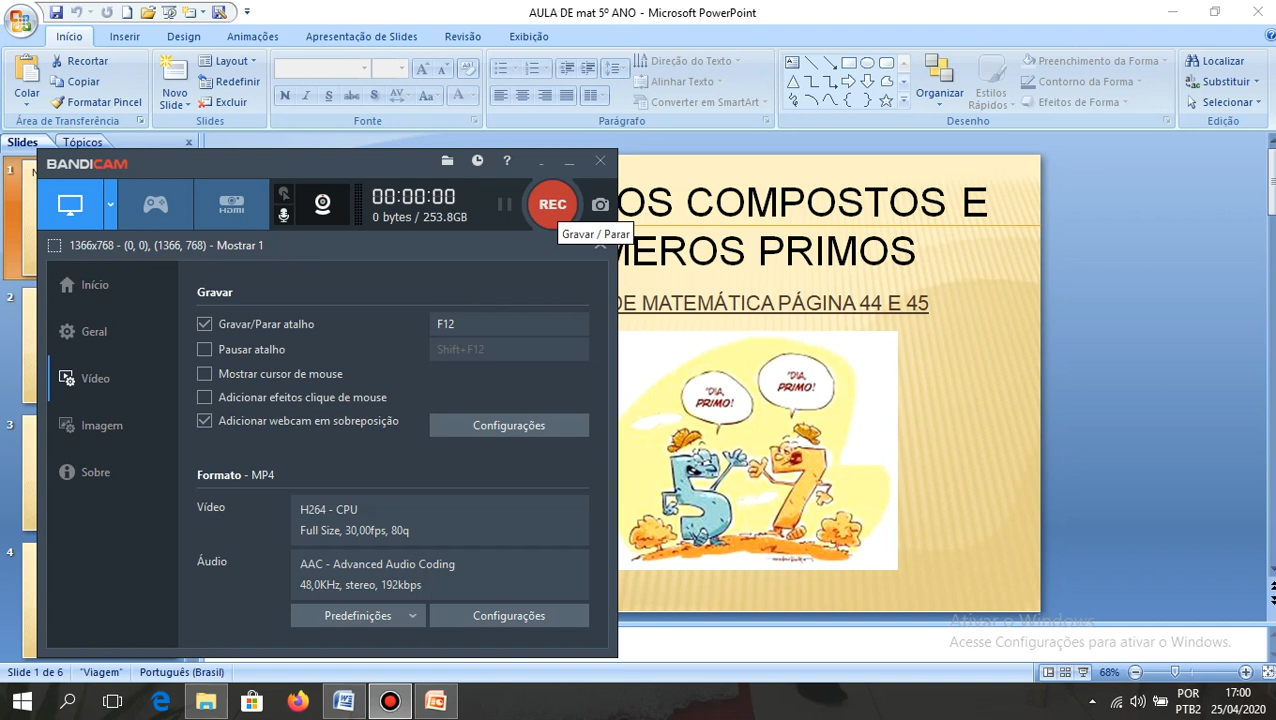 AULA DE mat 5º ANO - Microsoft PowerPoint
Início Inserir Design Animações Apresentação de Slides Revisão Exibição
Colar
Recortar
Copiar
Formatar Pincel
Área de Transferência
Novo
Slide
Layout
Redefinir
Excluir
Slides
N I S abc AV Aa A
Fonte
Parágrafo
Direção do Texto
Alinhar Texto
Converter em SmartArt
Organizar
Estilos
Rápidos
Preenchimento da Forma
Contorno da Forma
Efeitos de Forma
Desenho
Localizar
Substituir
Selecionar
Edição
Slides Tópicos
1
2
3
4
BANDICAM
?
HDMI
00:00:00
0 bytes / 253.8GB
REC
Gravar / Parar
1366x768 - (0, 0), (1366, 768) - Mostrar 1
Início
Geral
Vídeo
Imagem
Sobre
Gravar
Gravar/Parar atalho F12
Pausar atalho Shift+F12
Mostrar cursor de mouse
Adicionar efeitos clique de mouse
Adicionar webcam em sobreposição Configurações
Formato - MP4
Vídeo
H264 - CPU
Full Size, 30,00fps, 80q
Áudio
AAC - Advanced Audio Coding
48,0KHz, stereo, 192kbps
Predefinições Configurações
OS COMPOSTOS E
MEROS PRIMOS
DE MATEMÁTICA PÁGINA 44 E 45
'DIA,
PRIMO!
'DIA,
PRIMO!
Ativar o Windows
Acesse Configurações para ativar o Windows.
Slide 1 de 6 "Viagem" Português (Brasil) 68%
POR
PTB2
17:00
25/04/2020